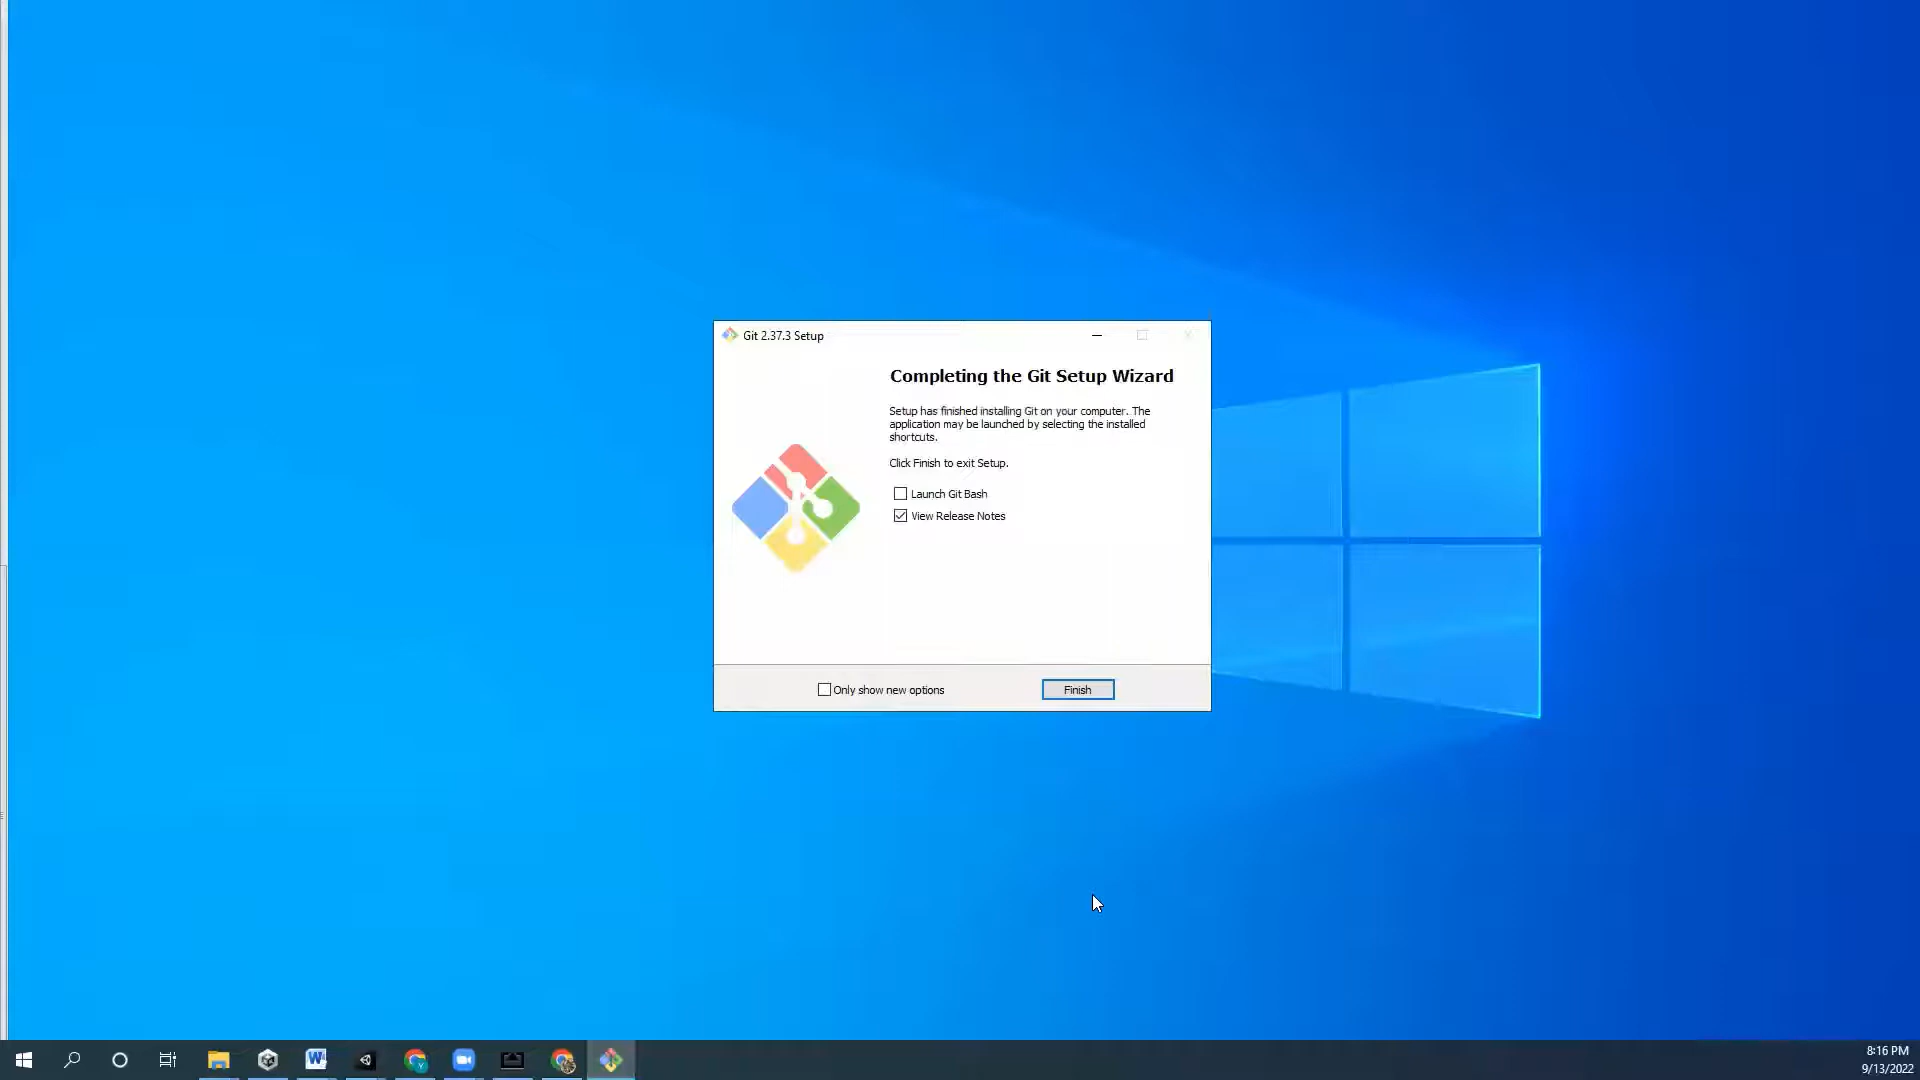 Git 2.37.3 Setup
Completing the Git Setup Wizard
Setup has finished installing Git on your computer. The
application may be launched by selecting the installed
shortcuts.
Click Finish to exit Setup.
Launch Git Bash
View Release Notes
Only show new options
Finish
8:16 PM
9/13/2022